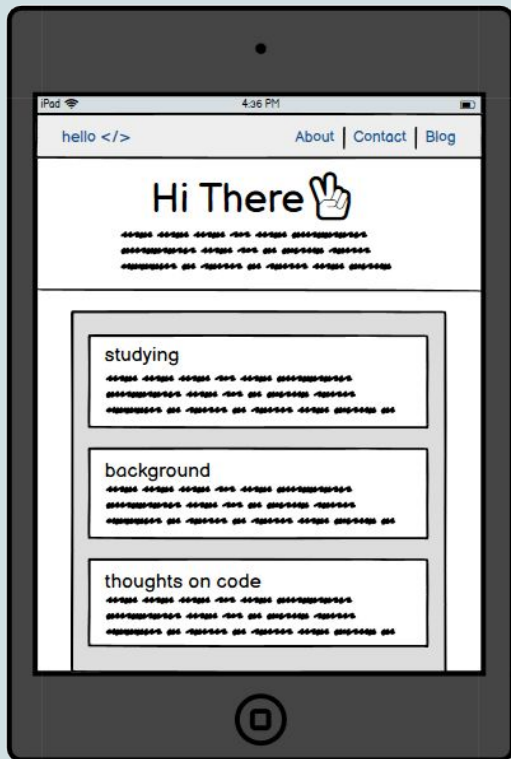 iPad 4:36 PM
hello </> About | Contact | Blog
Hi There
studying
background
thoughts on code